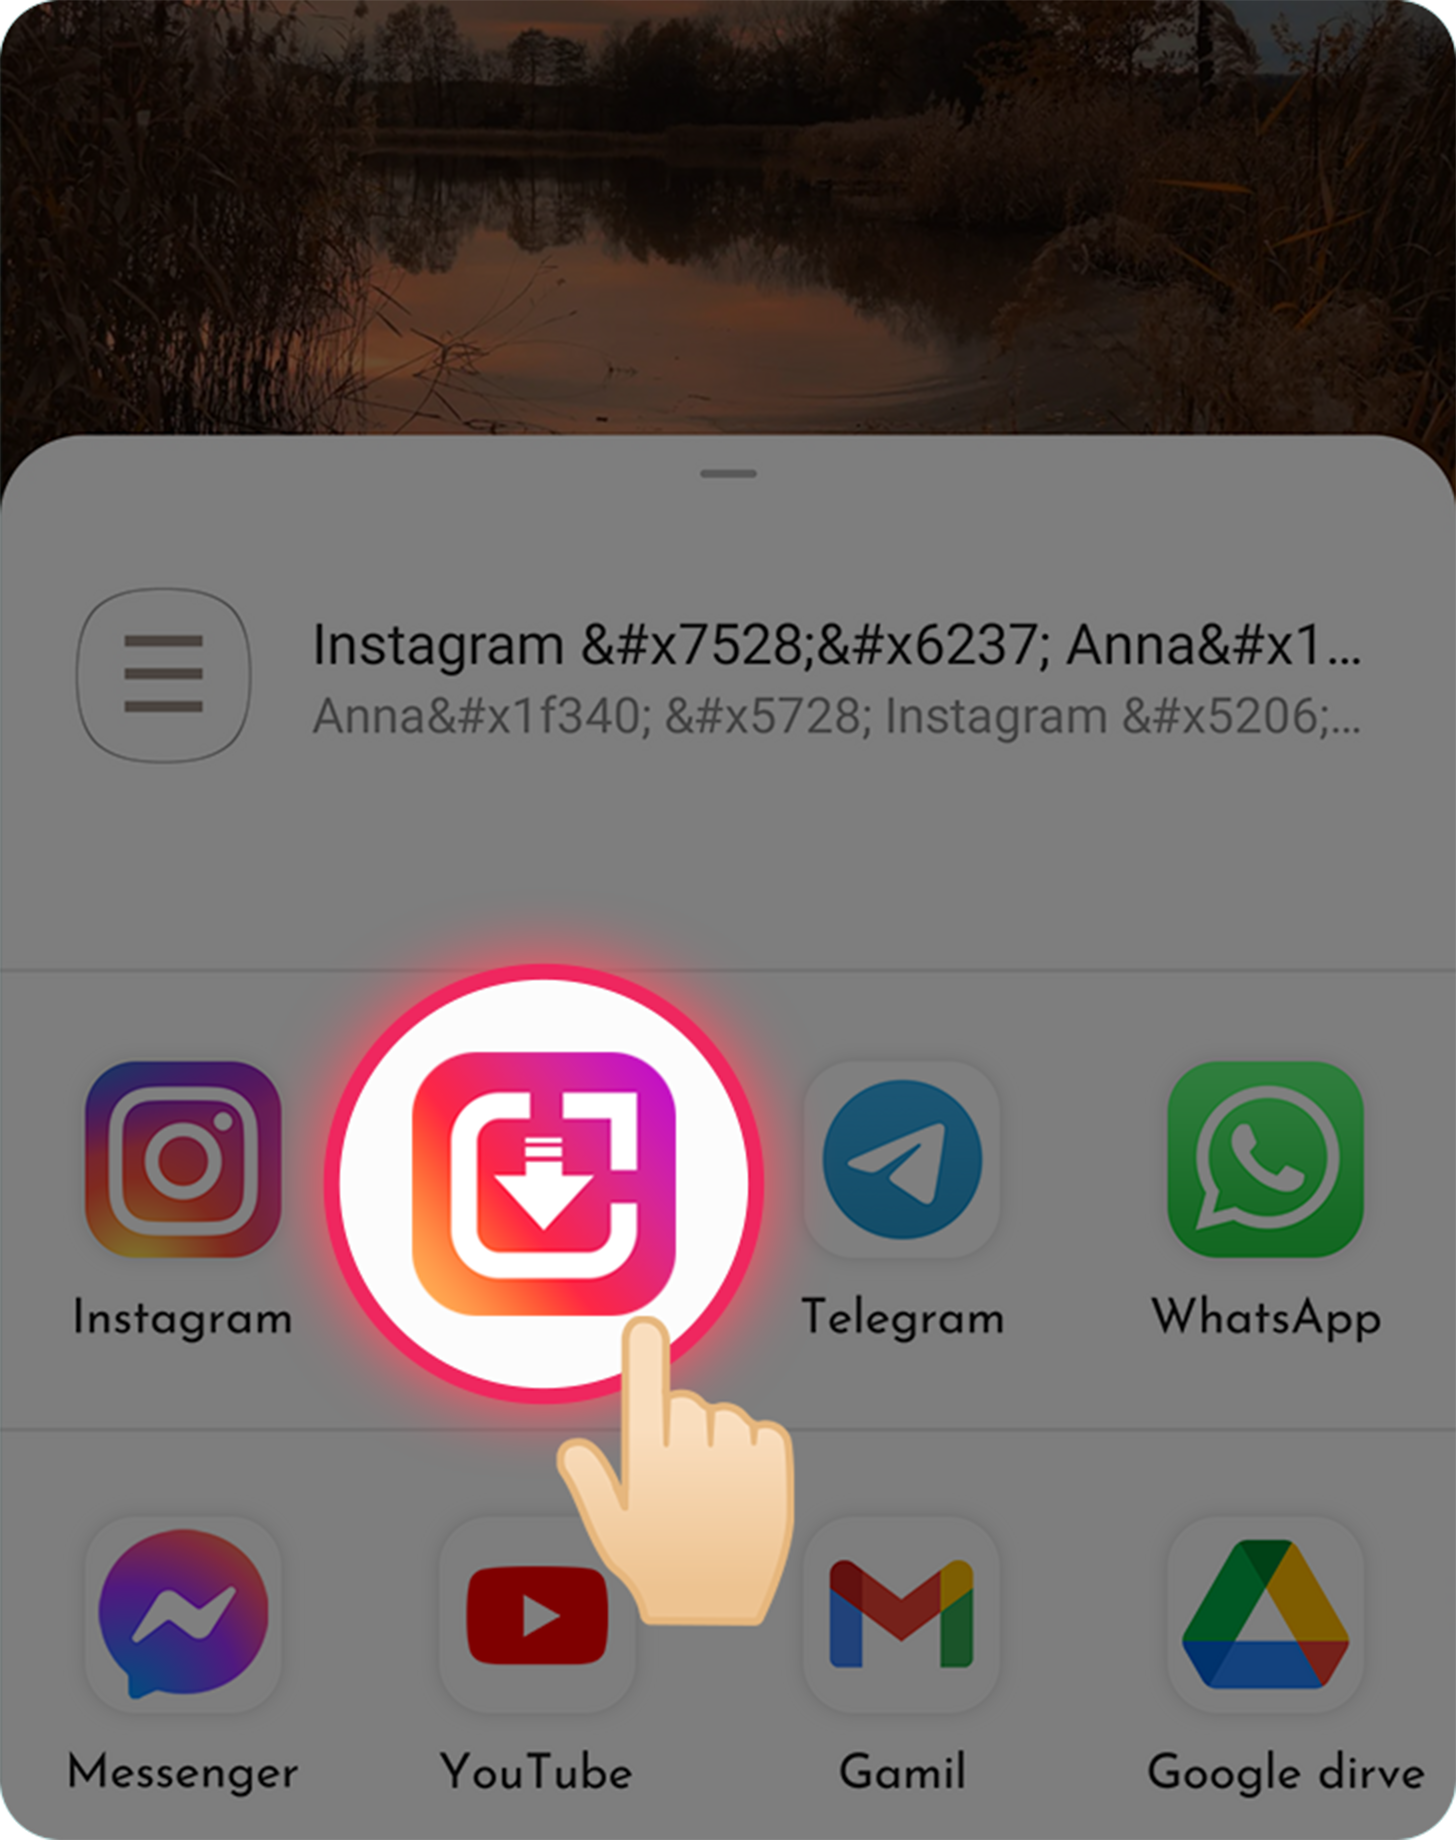 Instagram &#x7528;&#x6237; Anna&#x1...
Anna&#x1f340; &#x5728; Instagram &#x5206;...
Instagram
Telegram
WhatsApp
Messenger
YouTube
Gamil
Google dirve